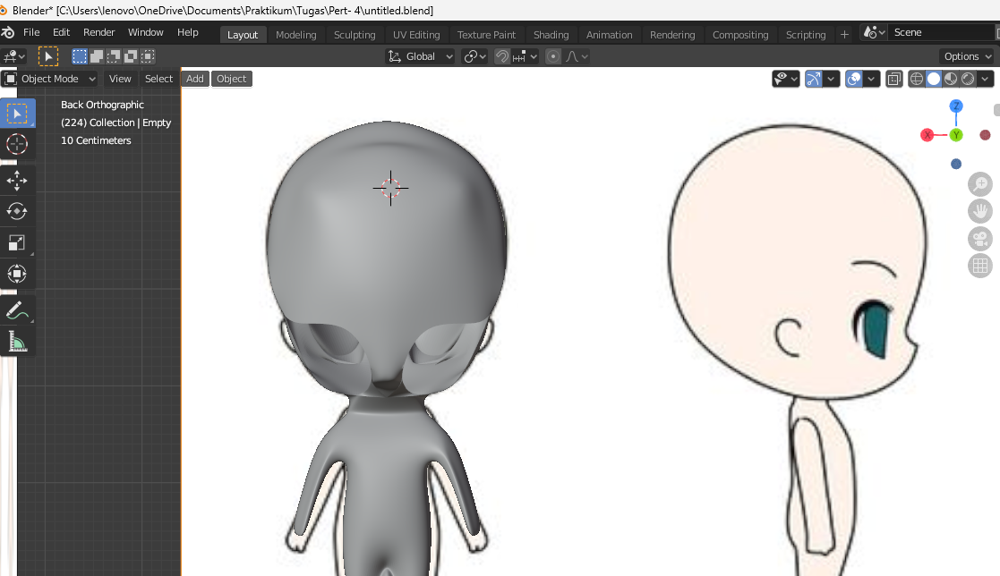 Blender* [C:\Users\lenovo\OneDrive\Documents\Praktikum\Tugas\Pert- 4\untitled.blend]
File Edit Render Window Help Layout Modeling Sculpting UV Editing Texture Paint Shading Animation Rendering Compositing Scripting + Scene
Global Options
Object Mode View Select Add Object
Back Orthographic
(224) Collection | Empty
10 Centimeters
Z
X Y